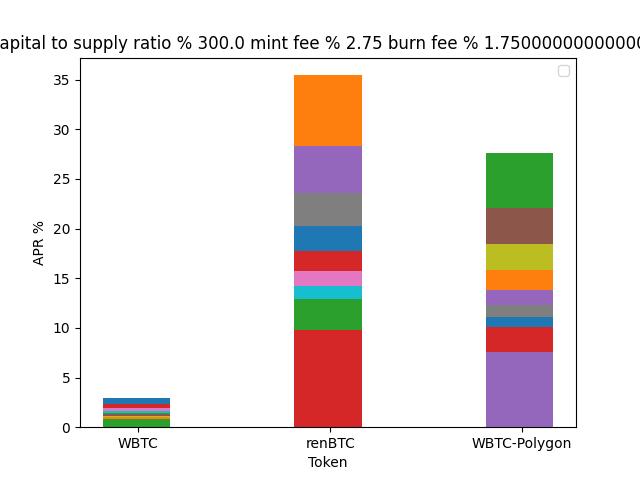 apital to supply ratio % 300.0 mint fee % 2.75 burn fee % 1.7500000000000
35
30
25
20
15
10
5
0
APR %
WBTC
renBTC
WBTC-Polygon
Token